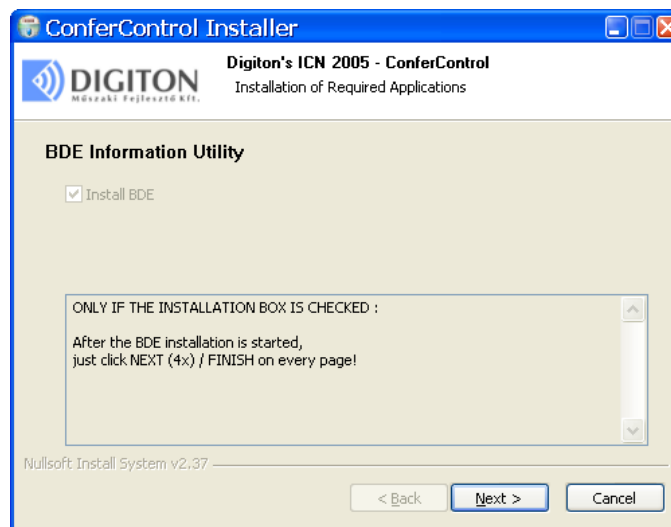 ConferControl Installer
DIGITON
Műszaki Fejlesztő Kft.
Digiton's ICN 2005 - ConferControl
Installation of Required Applications
BDE Information Utility
Install BDE
ONLY IF THE INSTALLATION BOX IS CHECKED :
After the BDE installation is started,
just click NEXT (4x) / FINISH on every page!
Nullsoft Install System v2.37
< Back
Next >
Cancel